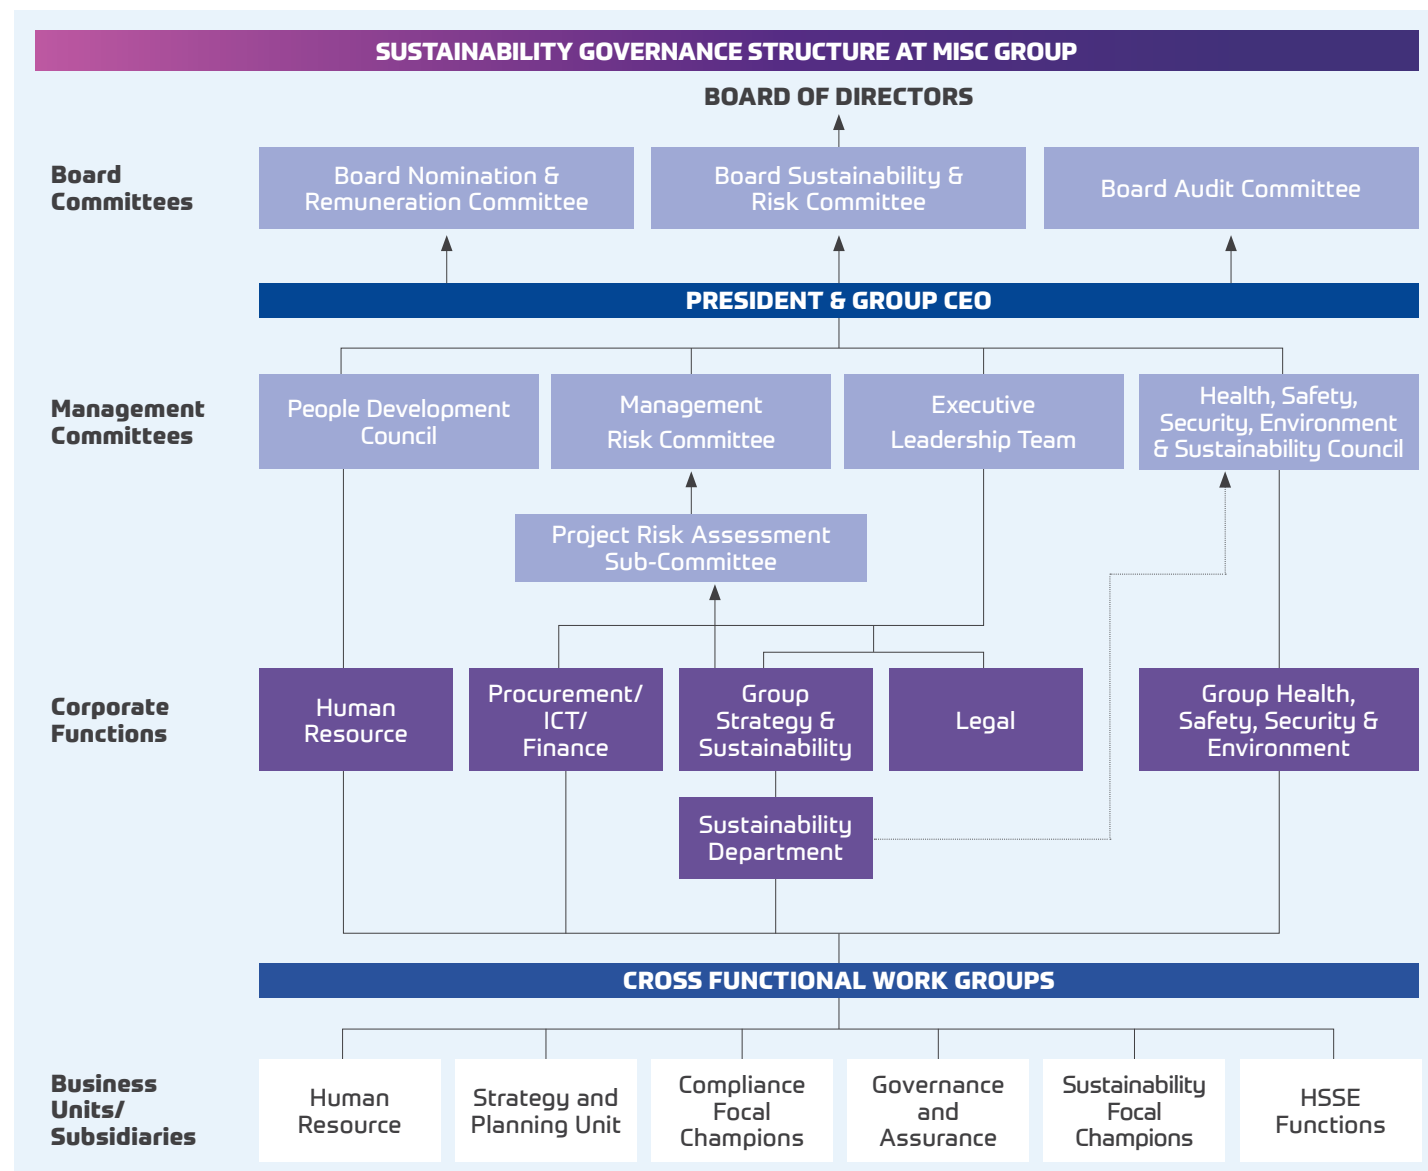 SUSTAINABILITY GOVERNANCE STRUCTURE AT MISC GROUP
BOARD OF DIRECTORS
Board
Committees
Board Nomination &
Remuneration Committee
Board Sustainability &
Risk Committee
Board Audit Committee
PRESIDENT & GROUP CEO
Management
Committees
People Development
Council
Management
Risk Committee
Executive
Leadership Team
Health, Safety,
Security, Environment
& Sustainability Council
Project Risk Assessment
Sub-Committee
Corporate
Functions
Human
Resource
Procurement/
ICT/
Finance
Group
Strategy &
Sustainability
Legal
Group Health,
Safety, Security &
Environment
Sustainability
Department
CROSS FUNCTIONAL WORK GROUPS
Business
Units/
Subsidiaries
Human
Resource
Strategy and
Planning Unit
Compliance
Focal
Champions
Governance
and
Assurance
Sustainability
Focal
Champions
HSSE
Functions